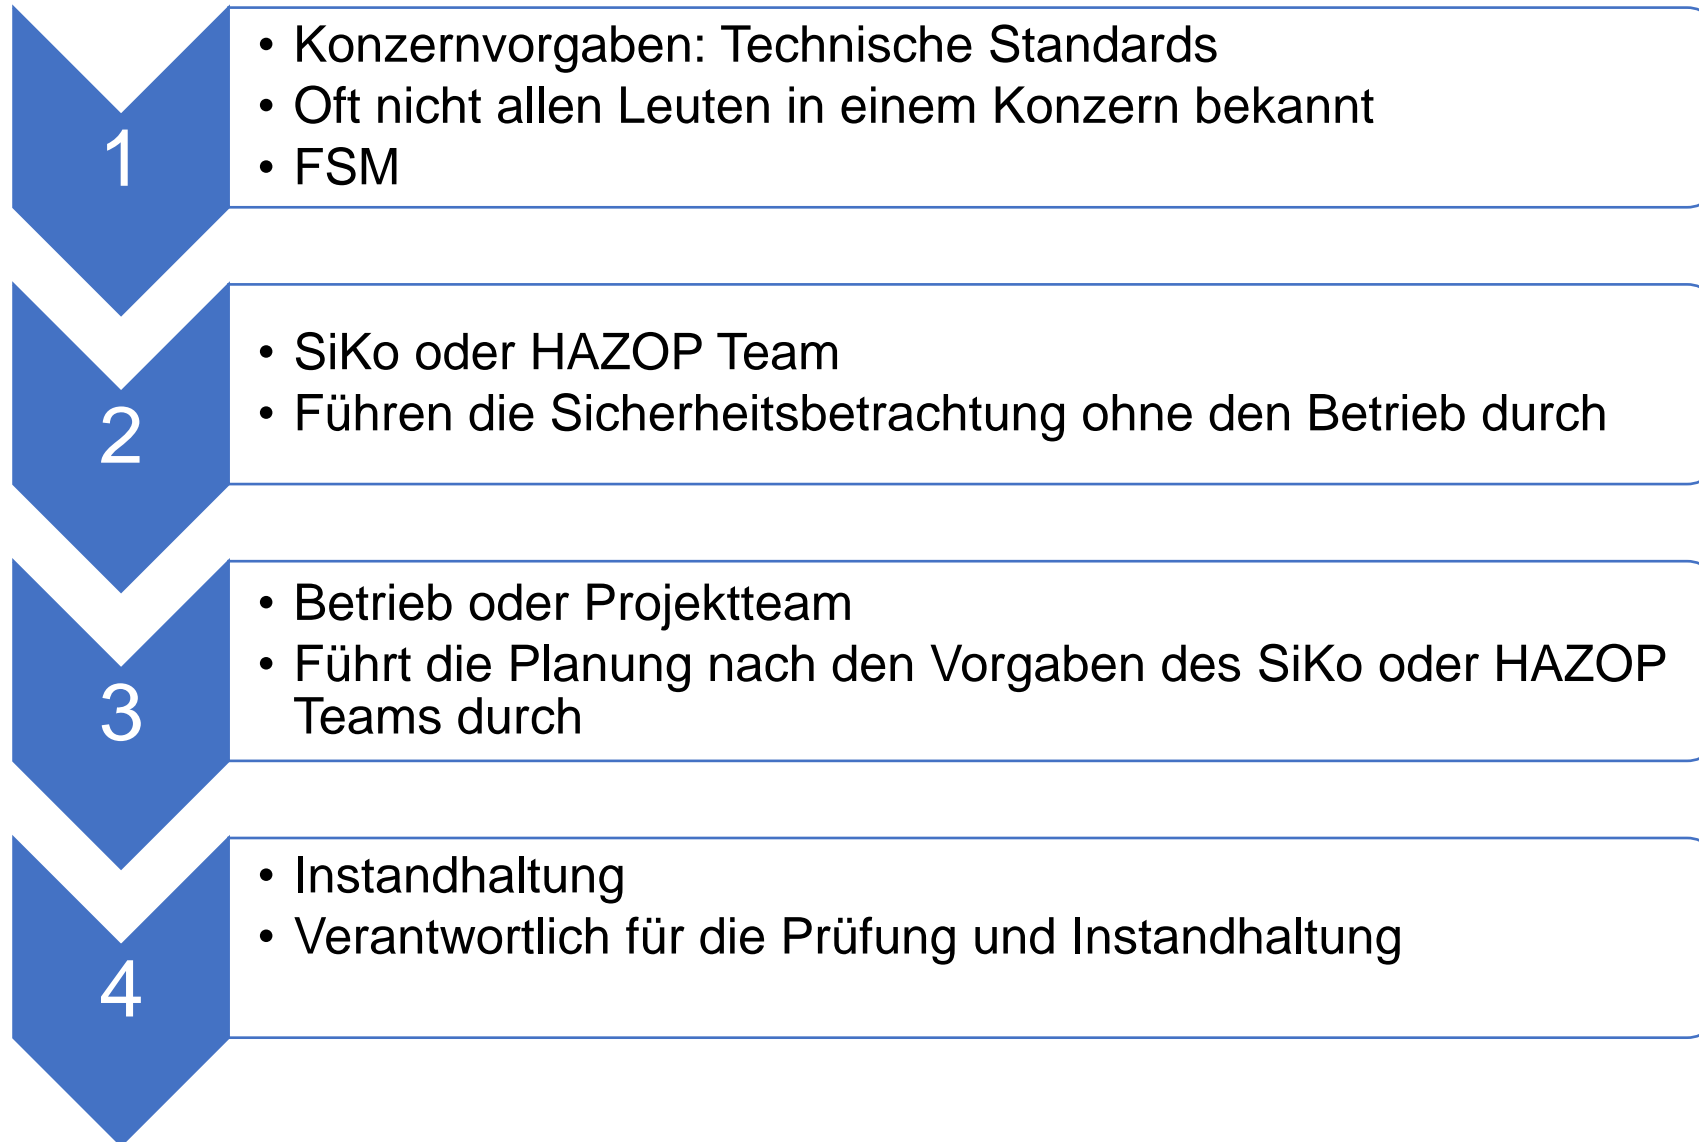 1
• Konzernvorgaben: Technische Standards
• Oft nicht allen Leuten in einem Konzern bekannt
• FSM
2
• SiKo oder HAZOP Team
• Führen die Sicherheitsbetrachtung ohne den Betrieb durch
3
• Betrieb oder Projektteam
• Führt die Planung nach den Vorgaben des SiKo oder HAZOP
Teams durch
4
• Instandhaltung
• Verantwortlich für die Prüfung und Instandhaltung